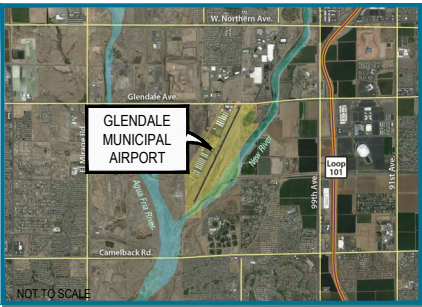 W. Northern Ave.
Glendale Ave.
GLENDALE
MUNICIPAL
AIRPORT
El Mirage Rd.
New River
Agua Fria River
Loop
101
99th Ave.
91st Ave.
Camelback Rd.
NOT TO SCALE